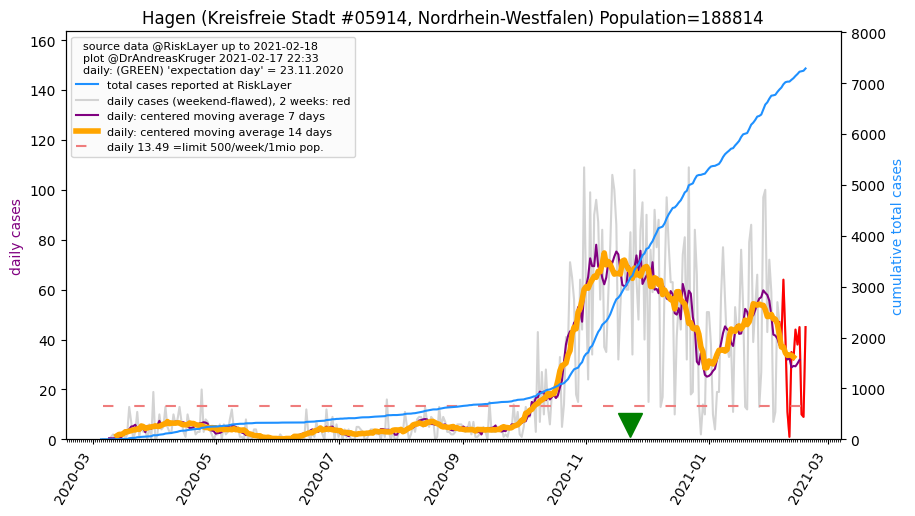 Hagen (Kreisfreie Stadt #05914, Nordrhein-Westfalen) Population=188814
source data @RiskLayer up to 2021-02-18
plot @DrAndreasKruger 2021-02-17 22:33
daily: (GREEN) 'expectation day' = 23.11.2020
total cases reported at RiskLayer
daily cases (weekend-flawed), 2 weeks: red
daily: centered moving average 7 days
daily: centered moving average 14 days
daily 13.49 =limit 500/week/1mio pop.
daily cases
160
140
120
100
80
60
40
20
0
cumulative total cases
8000
7000
6000
5000
4000
3000
2000
1000
0
2020-03
2020-05
2020-07
2020-09
2020-11
2021-01
2021-03